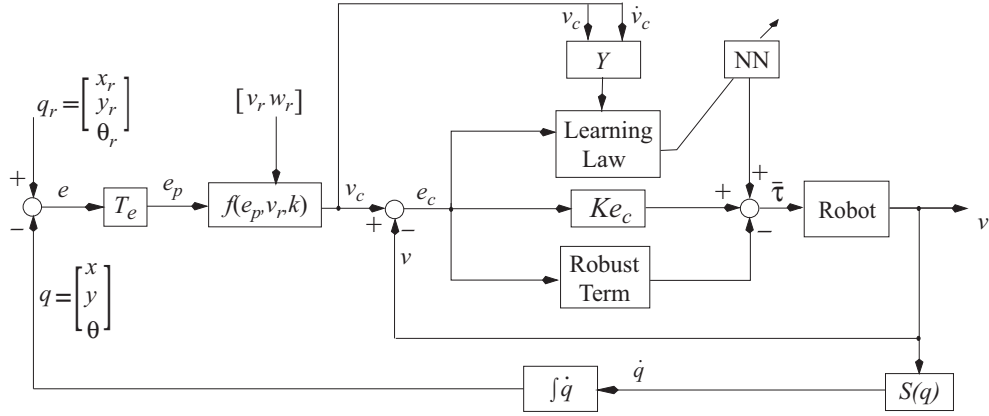 v_c v̇_c
Y
NN
q_r = [x_r y_r θ_r]
[v_r w_r]
Learning
Law
+
e
e_p
v_c
e_c
+
+
τ̄
T_e
f(e_p,v_r,k)
Ke_c
Robot
−
+
−
−
v
v
q = [x y θ]
Robust
Term
q̇
∫q̇
S(q)